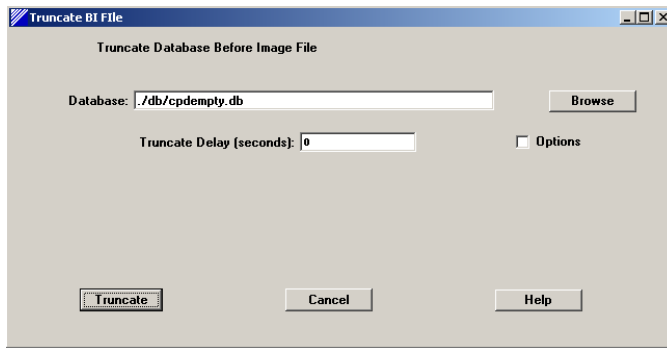 Truncate BI FIle
Truncate Database Before Image File
Database: ./db/cpdempty.db Browse
Truncate Delay (seconds): 0 Options
Truncate Cancel Help